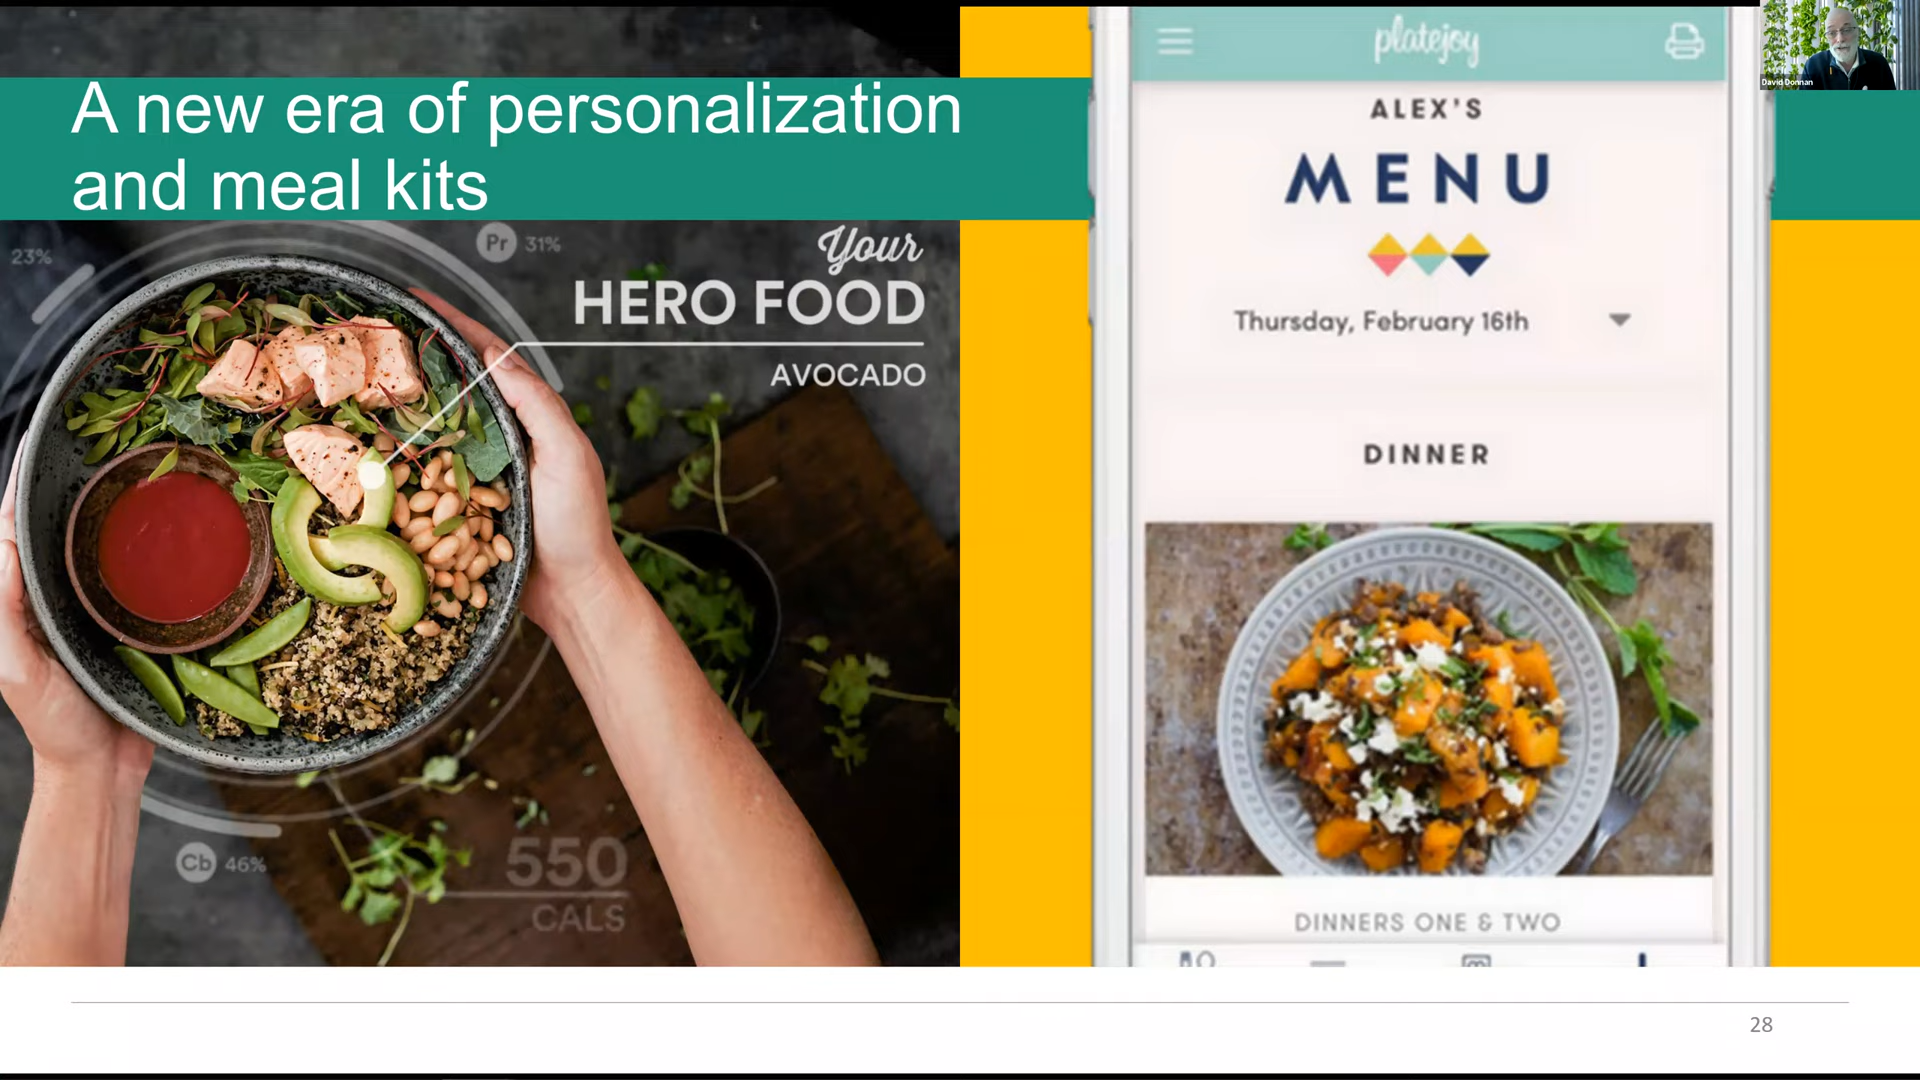 A new era of personalization
and meal kits
23%
Pr 31%
Your
HERO FOOD
AVOCADO
Cb 46%
550
CALS
platejoy
ALEX'S
MENU
Thursday, February 16th
DINNER
DINNERS ONE & TWO
David Donnan
28